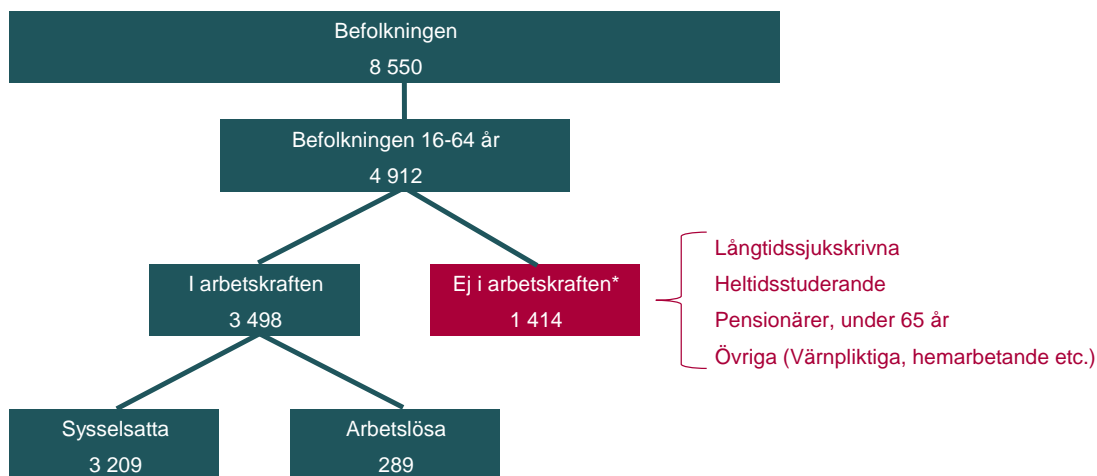 Befolkningen
8 550
Befolkningen 16-64 år
4 912
I arbetskraften
3 498
Ej i arbetskraften*
1 414
Långtidssjukskrivna
Heltidsstuderande
Pensionärer, under 65 år
Övriga (Värnpliktiga, hemarbetande etc.)
Sysselsatta
3 209
Arbetslösa
289